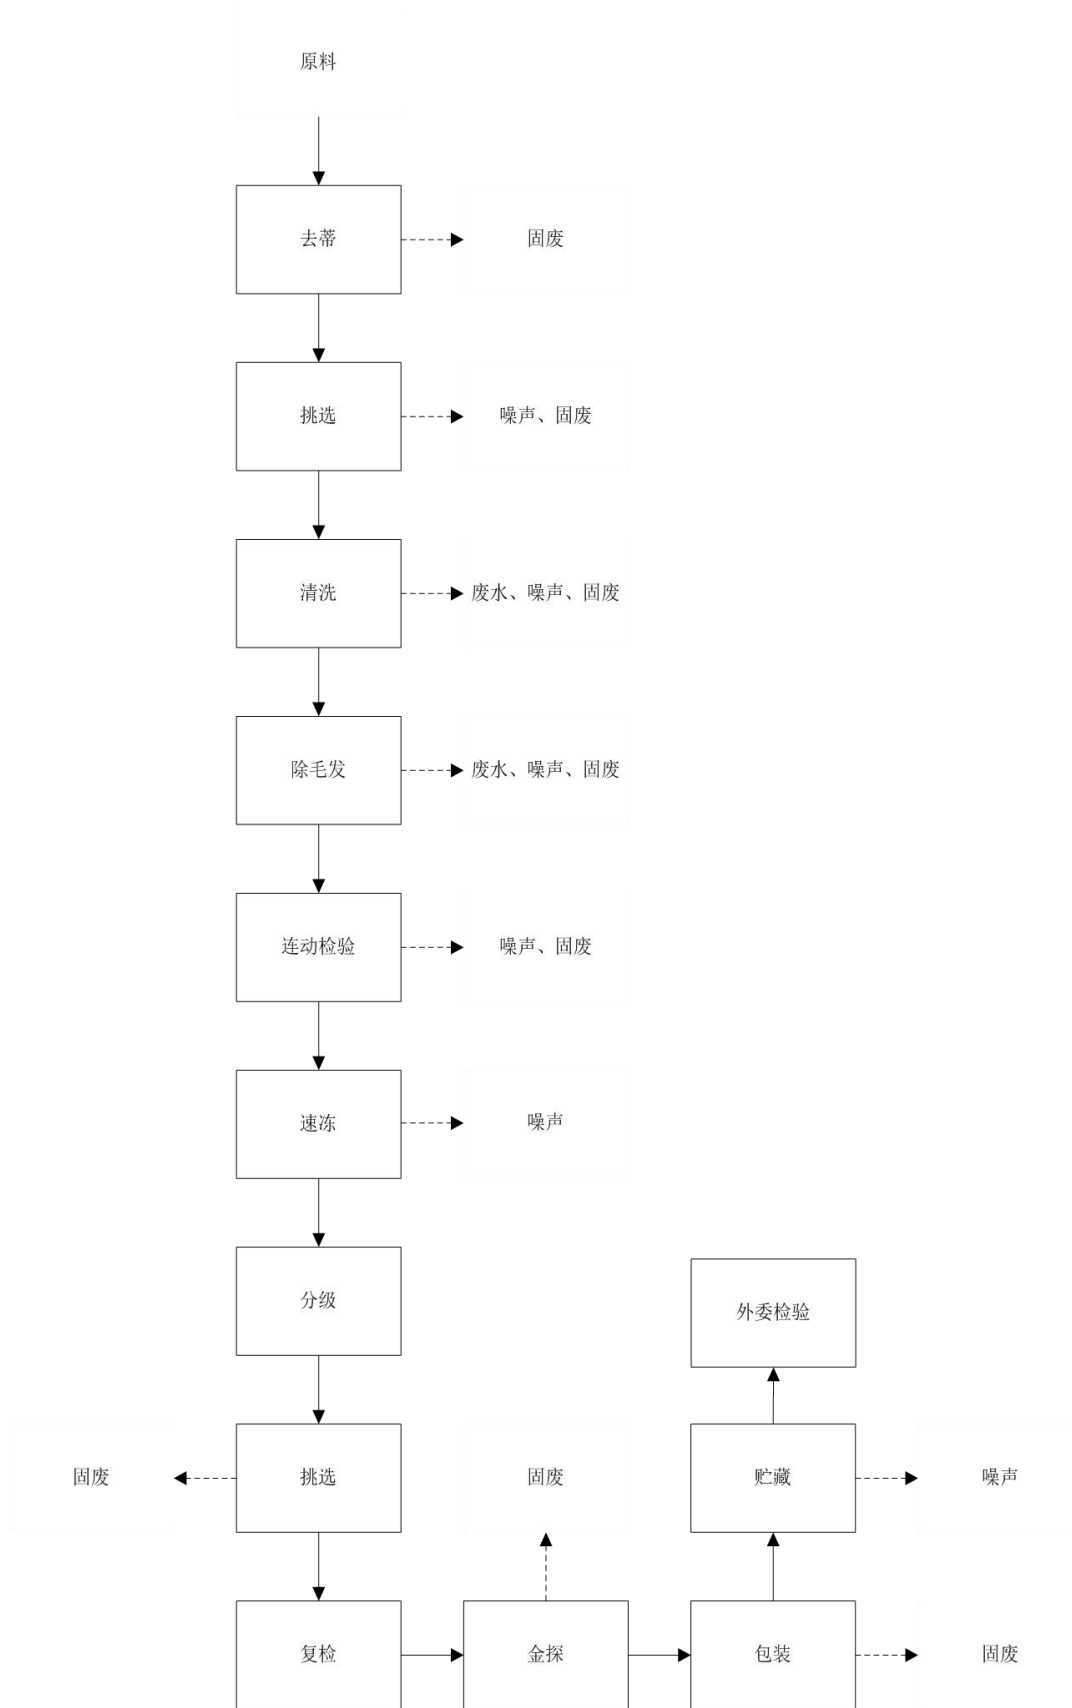 原料
去蒂
固废
挑选
噪声、固废
清洗
废水、噪声、固废
除毛发
废水、噪声、固废
连动检验
噪声、固废
速冻
噪声
分级
外委检验
固废
挑选
固废
贮藏
噪声
复检
金探
包装
固废